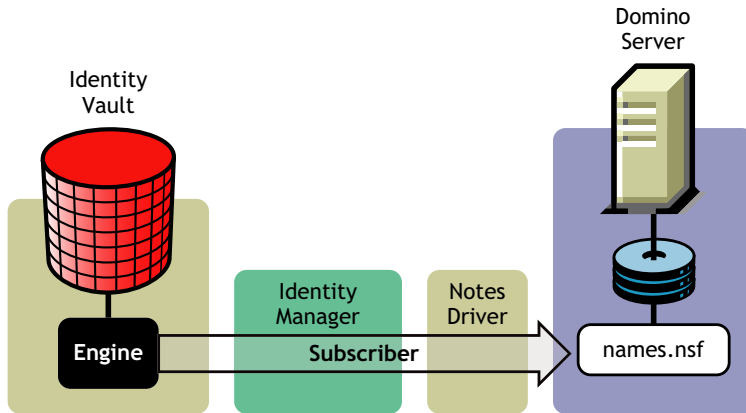 Domino
Server
Identity
Vault
Identity
Manager
Notes
Driver
Engine
Subscriber
names.nsf